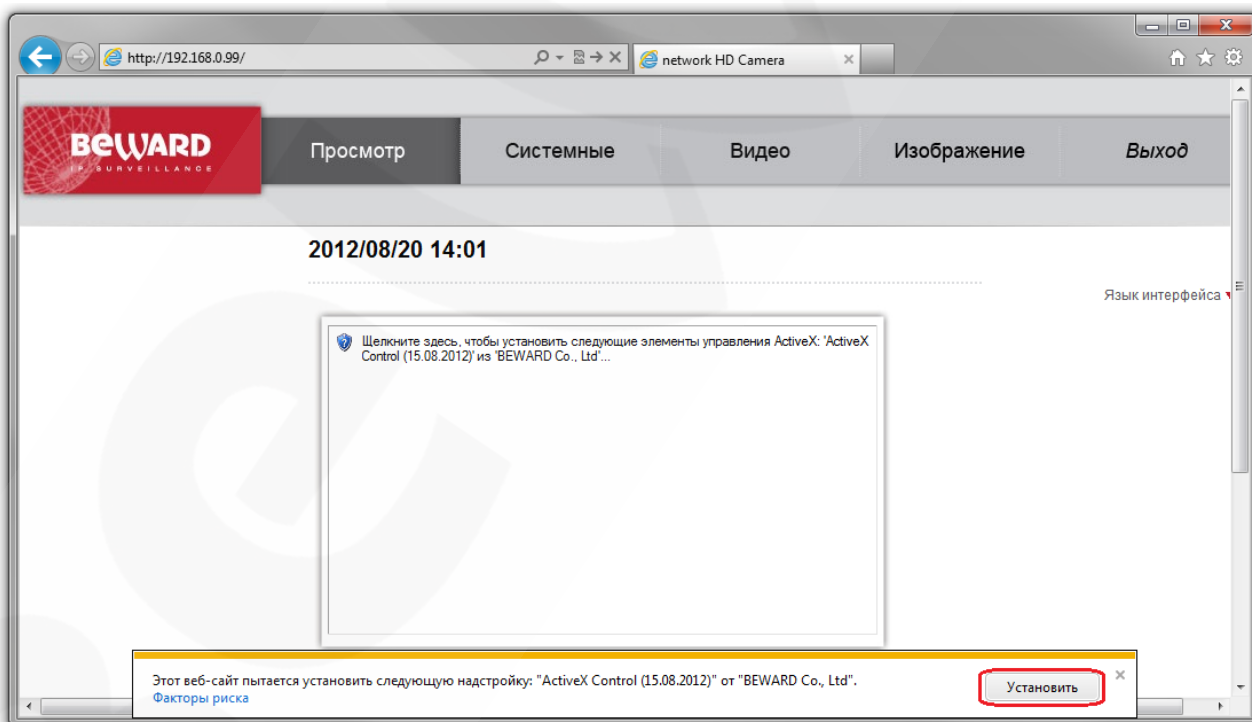 http://192.168.0.99/
network HD Camera
BEWARD
IP SURVEILLANCE
Просмотр
Системные
Видео
Изображение
Выход
2012/08/20 14:01
Язык интерфейса
Щелкните здесь, чтобы установить следующие элементы управления ActiveX: 'ActiveX
Control (15.08.2012)' из 'BEWARD Co., Ltd'...
Этот веб-сайт пытается установить следующую надстройку: "ActiveX Control (15.08.2012)" от "BEWARD Co., Ltd".
Факторы риска
Установить